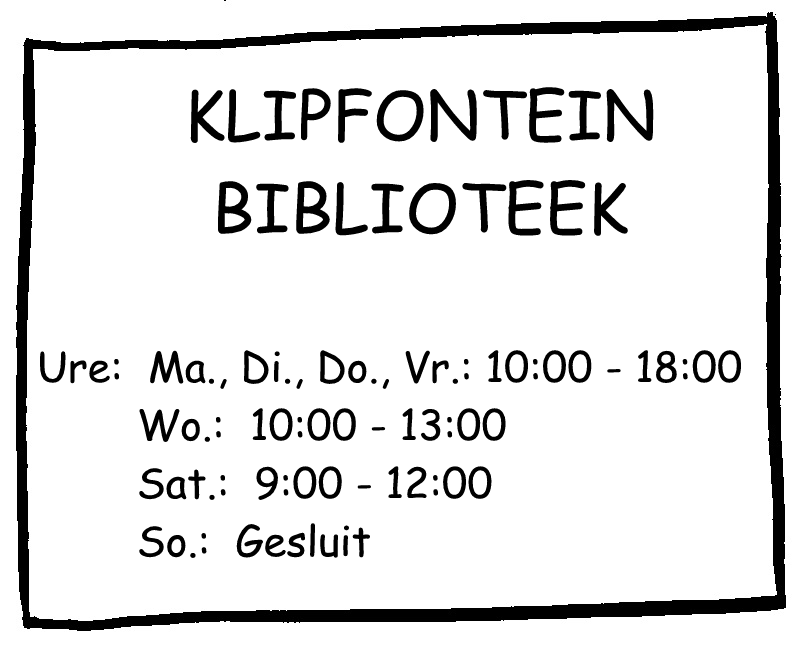 KLIPFONTEIN
BIBLIOTEEK
Ure: Ma., Di., Do., Vr.: 10:00 - 18:00
Wo.: 10:00 - 13:00
Sat.: 9:00 - 12:00
So.: Gesluit